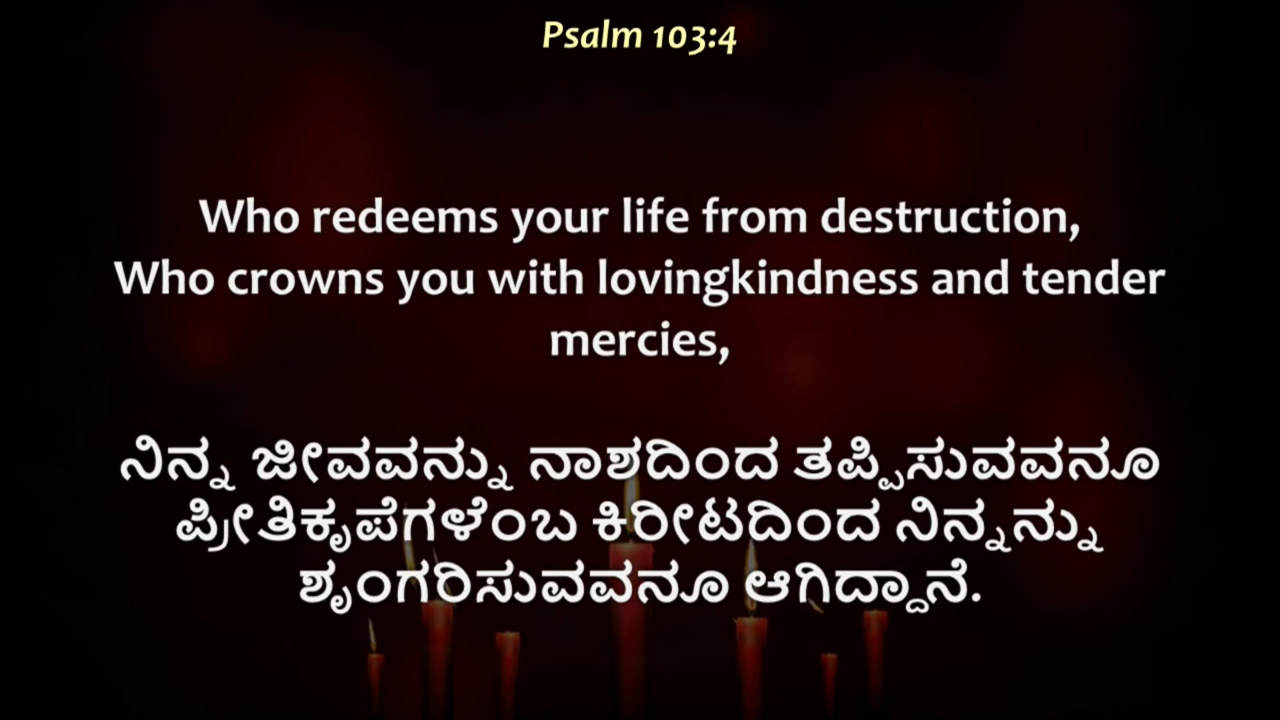 Psalm 103:4
Who redeems your life from destruction,
Who crowns you with lovingkindness and tender
mercies,
ನಿನ್ನ ಜೀವವನ್ನು ನಾಶದಿಂದ ತಪ್ಪಿಸುವವನೂ
ಪ್ರೀತಿಕೃಪೆಗಳೆಂಬ ಕಿರೀಟದಿಂದ ನಿನ್ನನ್ನು
ಶೃಂಗರಿಸುವವನೂ ಆಗಿದ್ದಾನೆ.